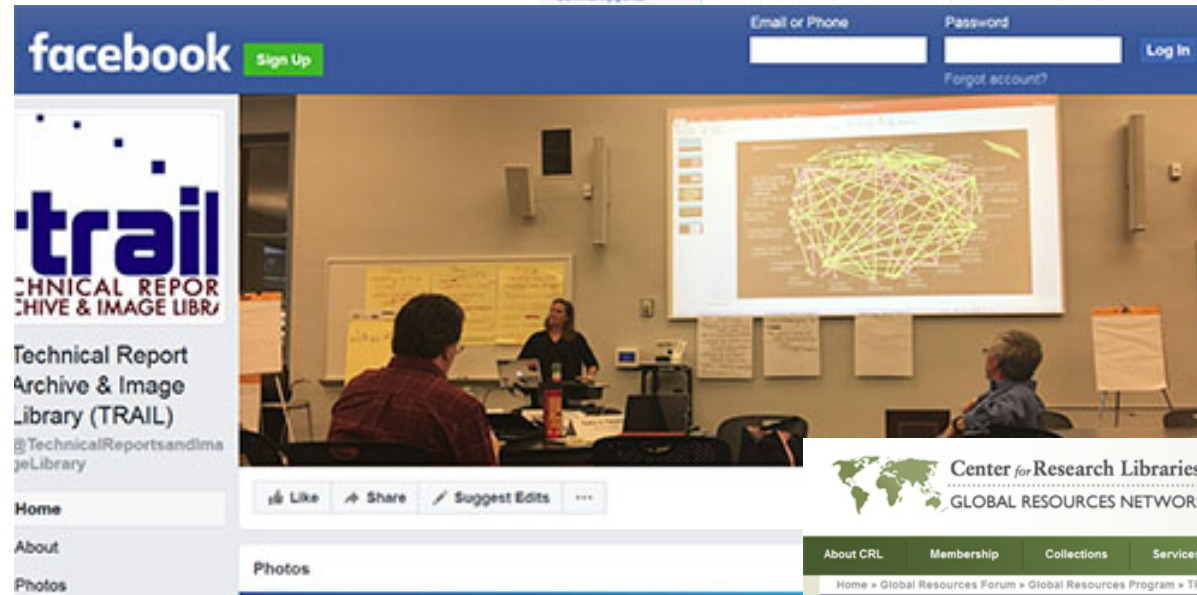 Email or Phone
Password
facebook
Sign Up
Log In
Forgot account?
trail
CHNICAL REPOR
CHIVE & IMAGE LIBRA
Technical Report
Archive & Image
Library (TRAIL)
@TechnicalReportsandIma
geLibrary
Home
About
Photos
Like
Share
Suggest Edits
Photos
Center for Research Libraries
GLOBAL RESOURCES NETWORK
About CRL
Membership
Collections
Services
Home » Global Resources Forum » Global Resources Program »